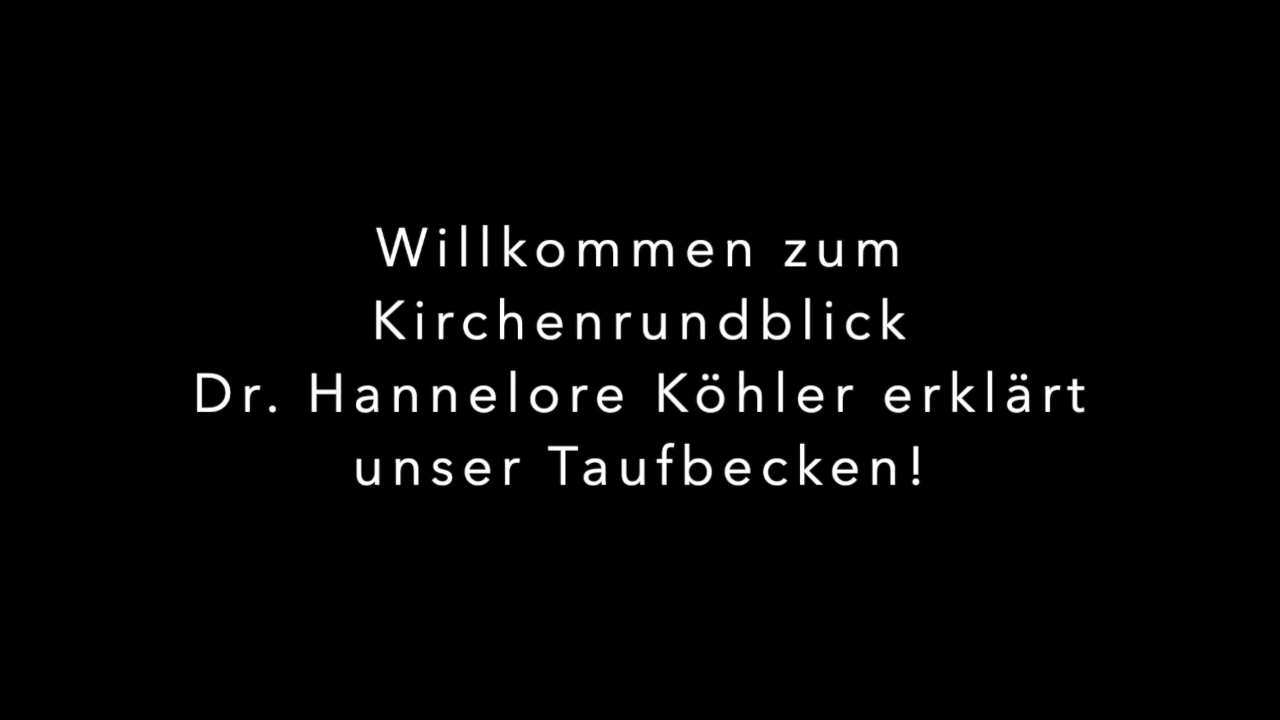 Willkommen zum
Kirchenrundblick
Dr. Hannelore Köhler erklärt
unser Taufbecken!